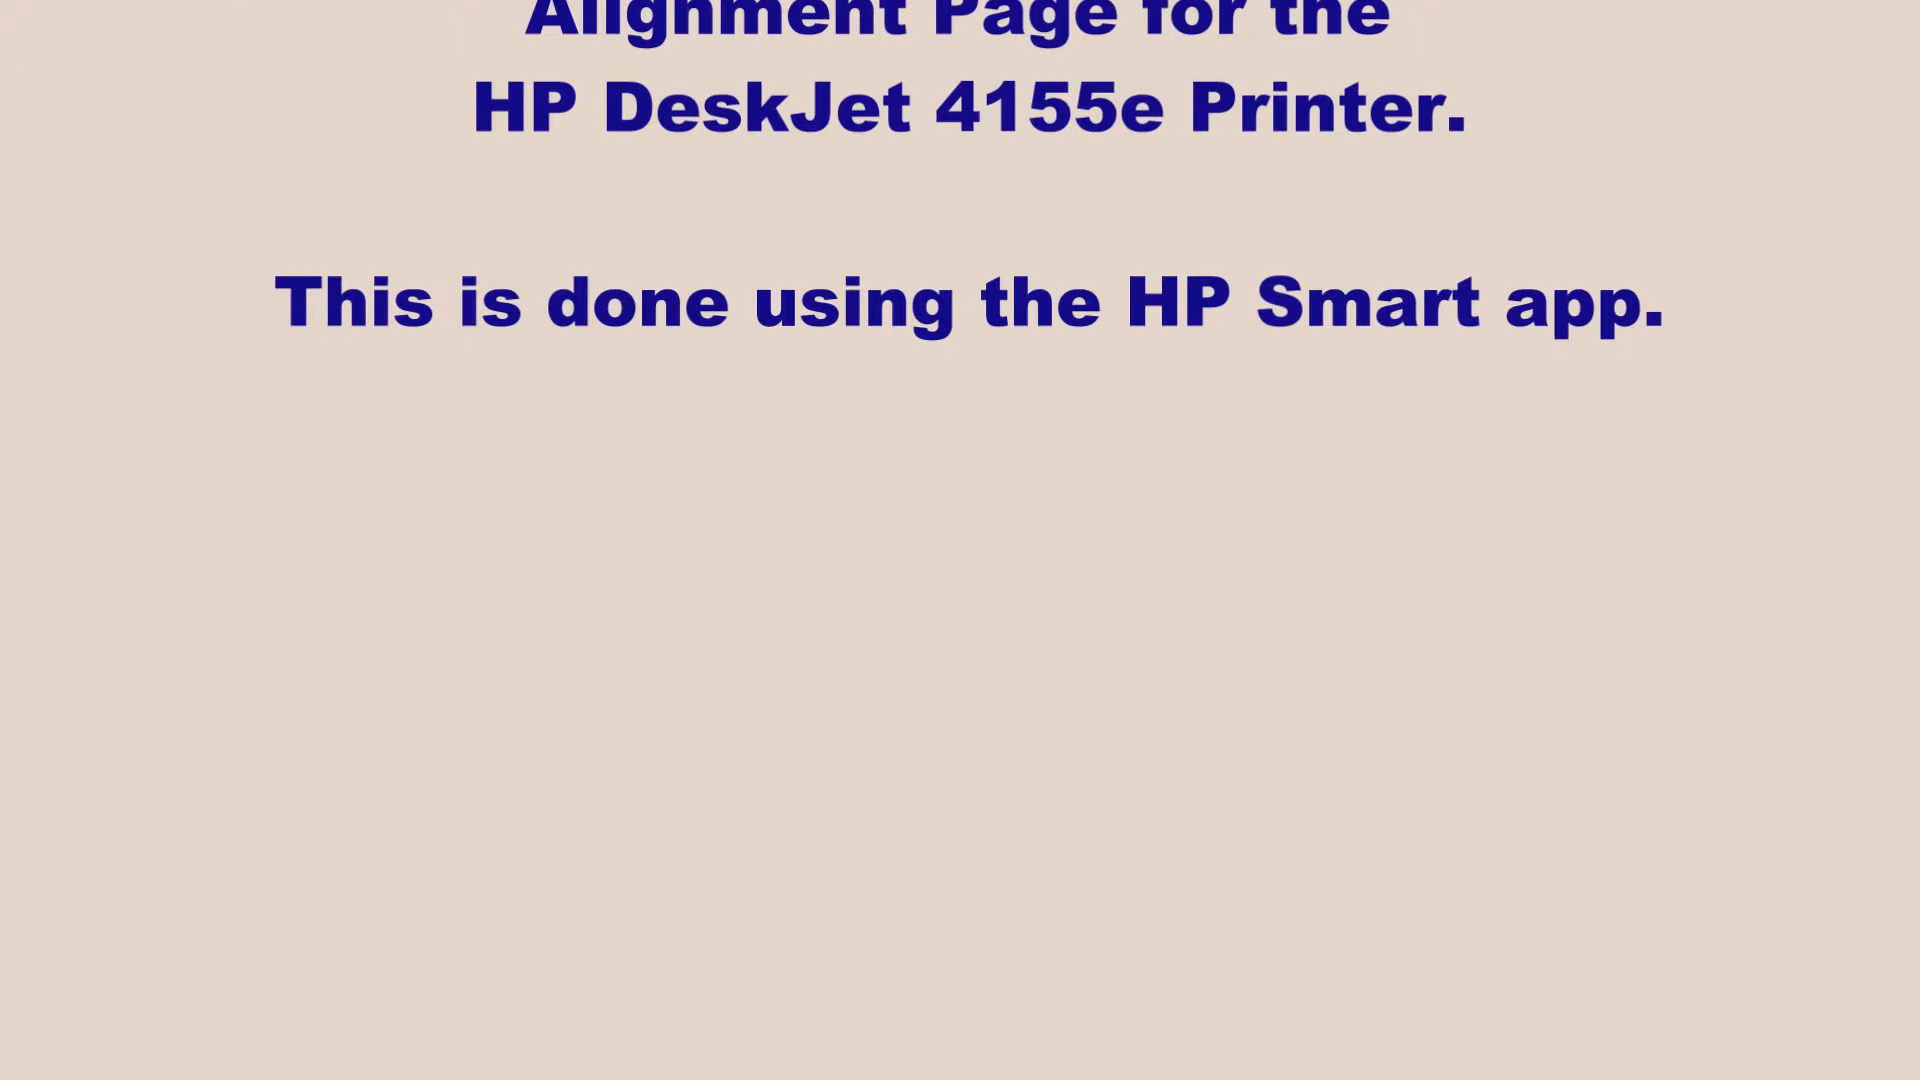 Alignment Page for the
HP DeskJet 4155e Printer.
This is done using the HP Smart app.